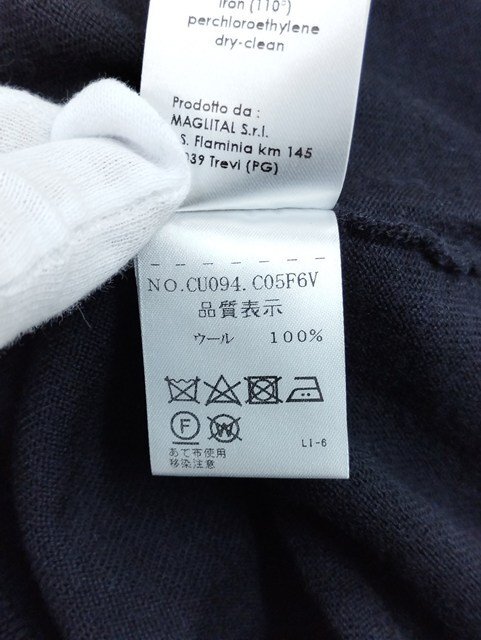 iron (110°)
perchloroethylene
dry-clean
Prodotto da :
MAGLITAL S.r.l.
S. Flaminia km 145
039 Trevi (PG)
NO.CU094.C05F6V
品質表示
ウール 100%
F W
LI-6
あて布使用
移染注意